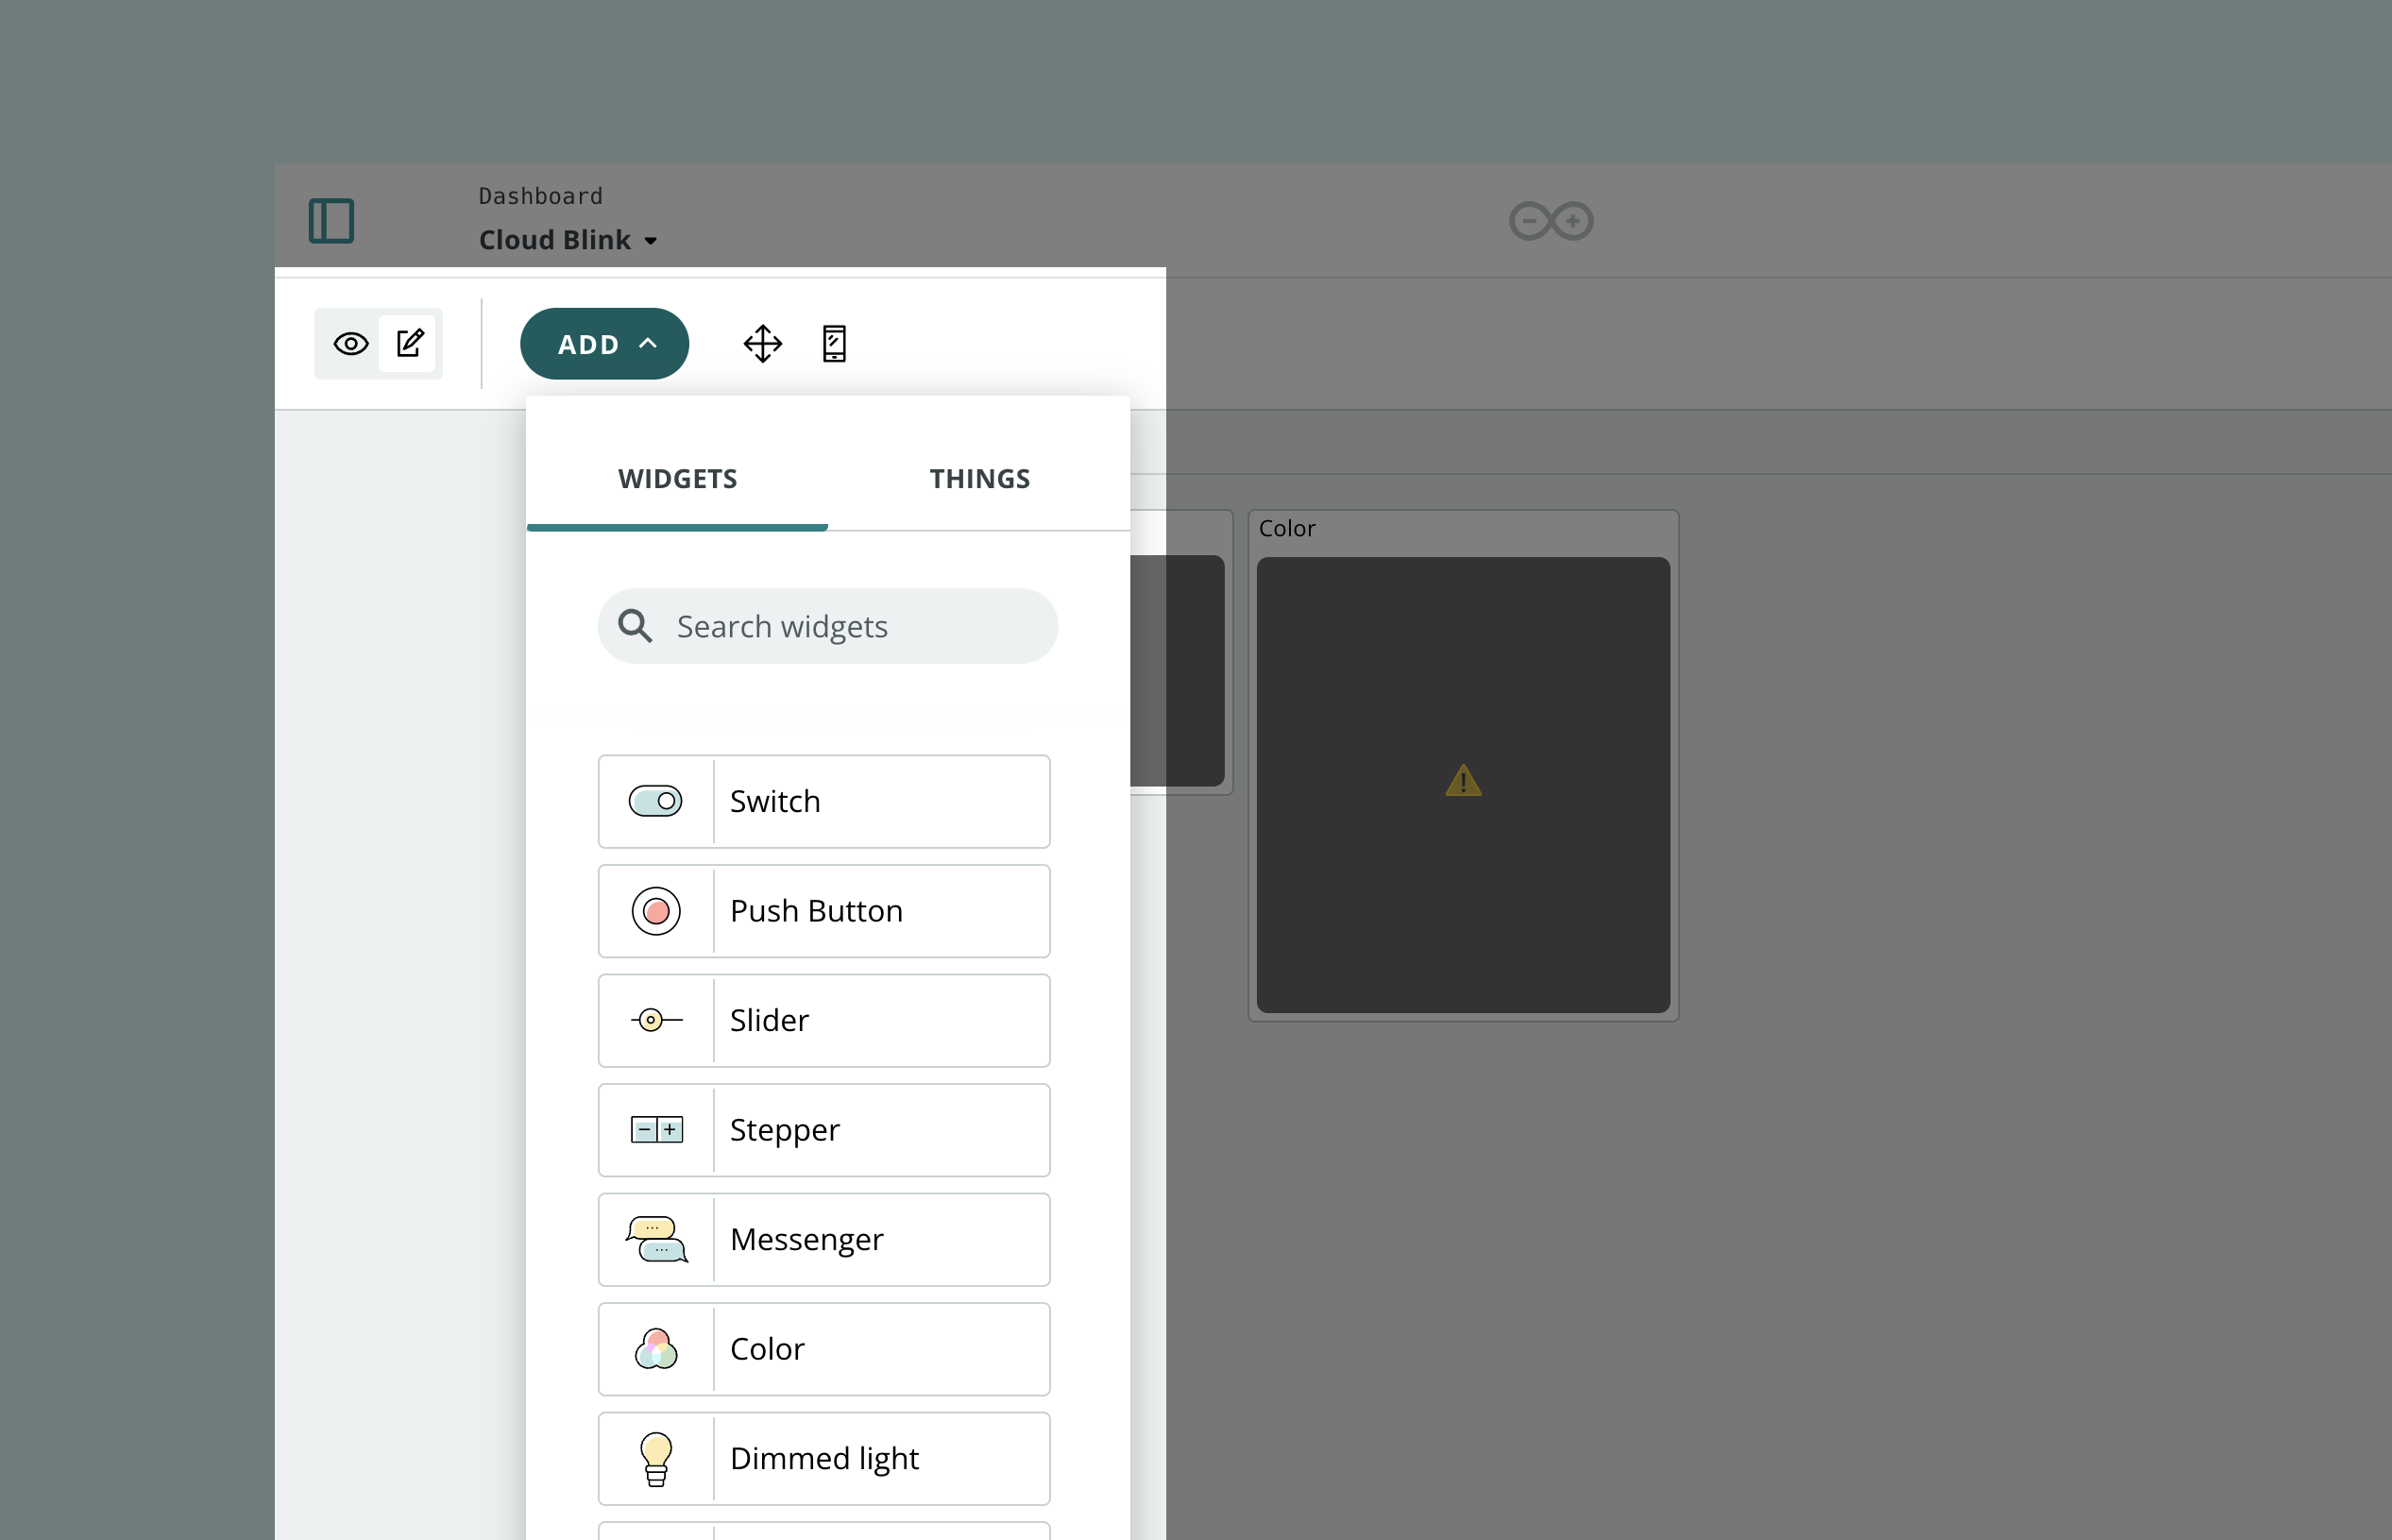 Dashboard
Cloud Blink
ADD
WIDGETS THINGS
Color
Search widgets
Switch
Push Button
Slider
Stepper
Messenger
Color
Dimmed light